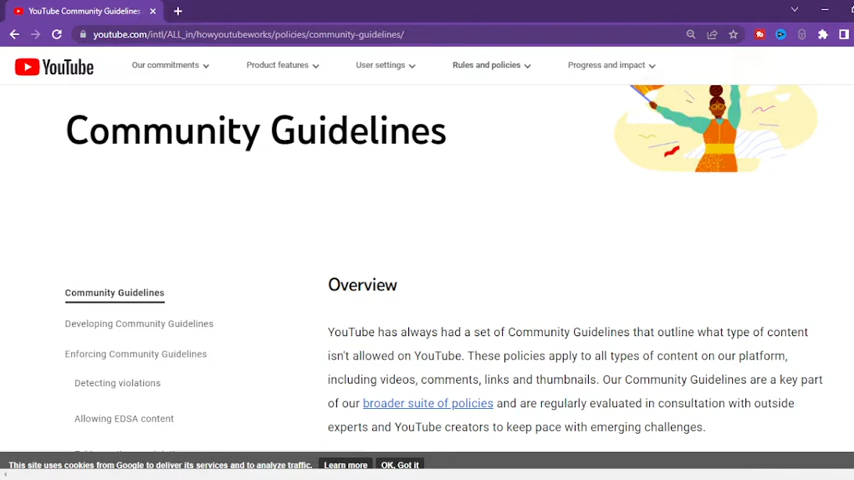 YouTube Community Guidelines
youtube.com/intl/ALL_in/howyoutubeworks/policies/community-guidelines/
YouTube
Our commitments
Product features
User settings
Rules and policies
Progress and impact
Community Guidelines
Community Guidelines
Developing Community Guidelines
Enforcing Community Guidelines
Detecting violations
Allowing EDSA content
Overview
YouTube has always had a set of Community Guidelines that outline what type of content
isn't allowed on YouTube. These policies apply to all types of content on our platform,
including videos, comments, links and thumbnails. Our Community Guidelines are a key part
of our broader suite of policies and are regularly evaluated in consultation with outside
experts and YouTube creators to keep pace with emerging challenges.
This site uses cookies from Google to deliver its services and to analyze traffic. Learn more OK, Got it